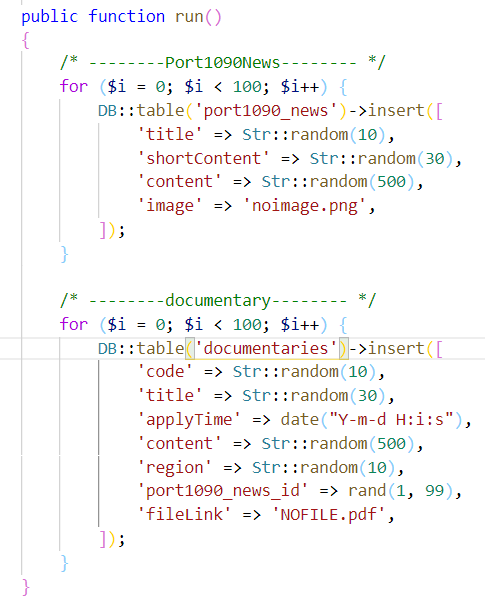 public function run()
{
/* --------Port1090News-------- */
for ($i = 0; $i < 100; $i++) {
DB::table('port1090_news')->insert([
'title' => Str::random(10),
'shortContent' => Str::random(30),
'content' => Str::random(500),
'image' => 'noimage.png',
]);
}
/* --------documentary-------- */
for ($i = 0; $i < 100; $i++) {
DB::table('documentaries')->insert([
'code' => Str::random(10),
'title' => Str::random(30),
'applyTime' => date("Y-m-d H:i:s"),
'content' => Str::random(500),
'region' => Str::random(10),
'port1090_news_id' => rand(1, 99),
'fileLink' => 'NOFILE.pdf',
]);
}
}